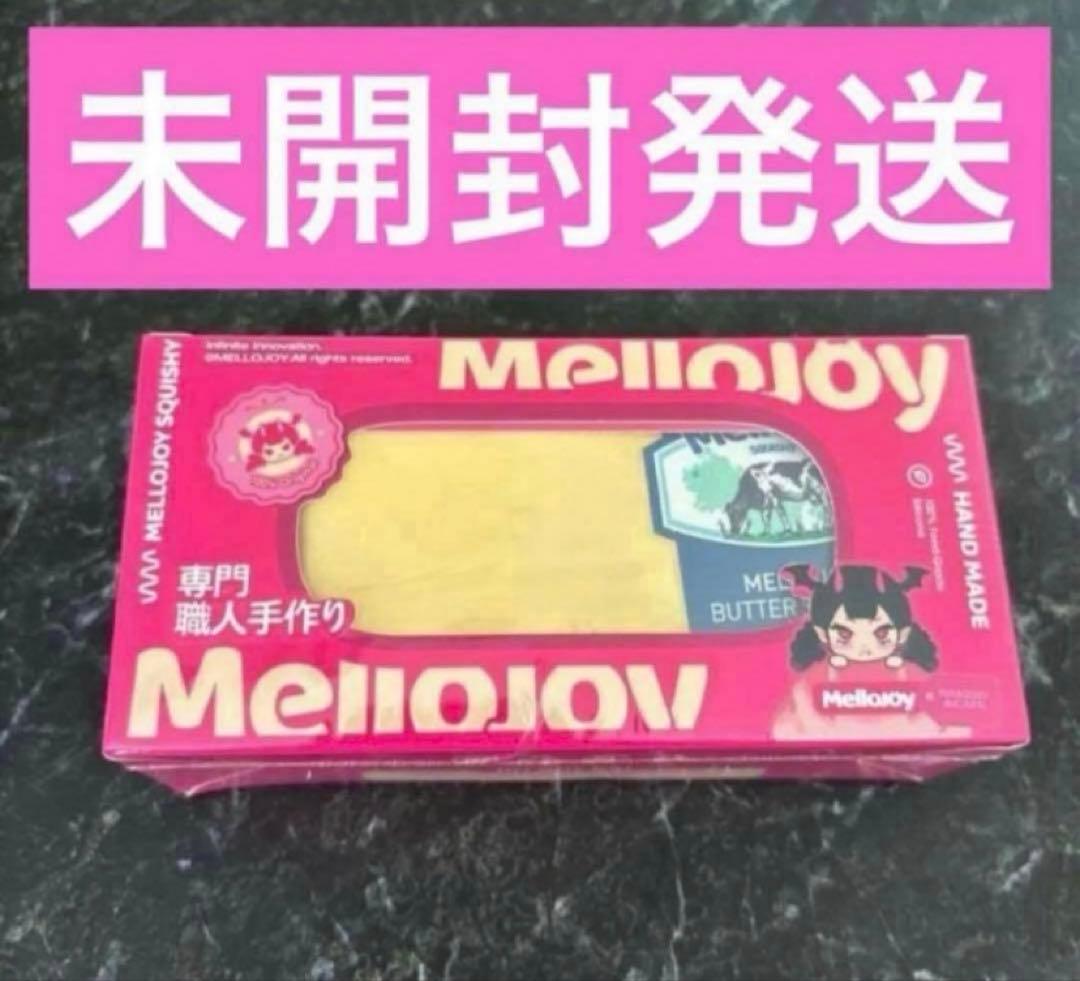 未開封発送
Infinite Innovation.
@MELLOJOY All rights reserved.
Mellojoy
MELLOJOY SQUISHY
HAND MADE
専門
職人手作り
BUTTER
Mellojoy
Mellojoy